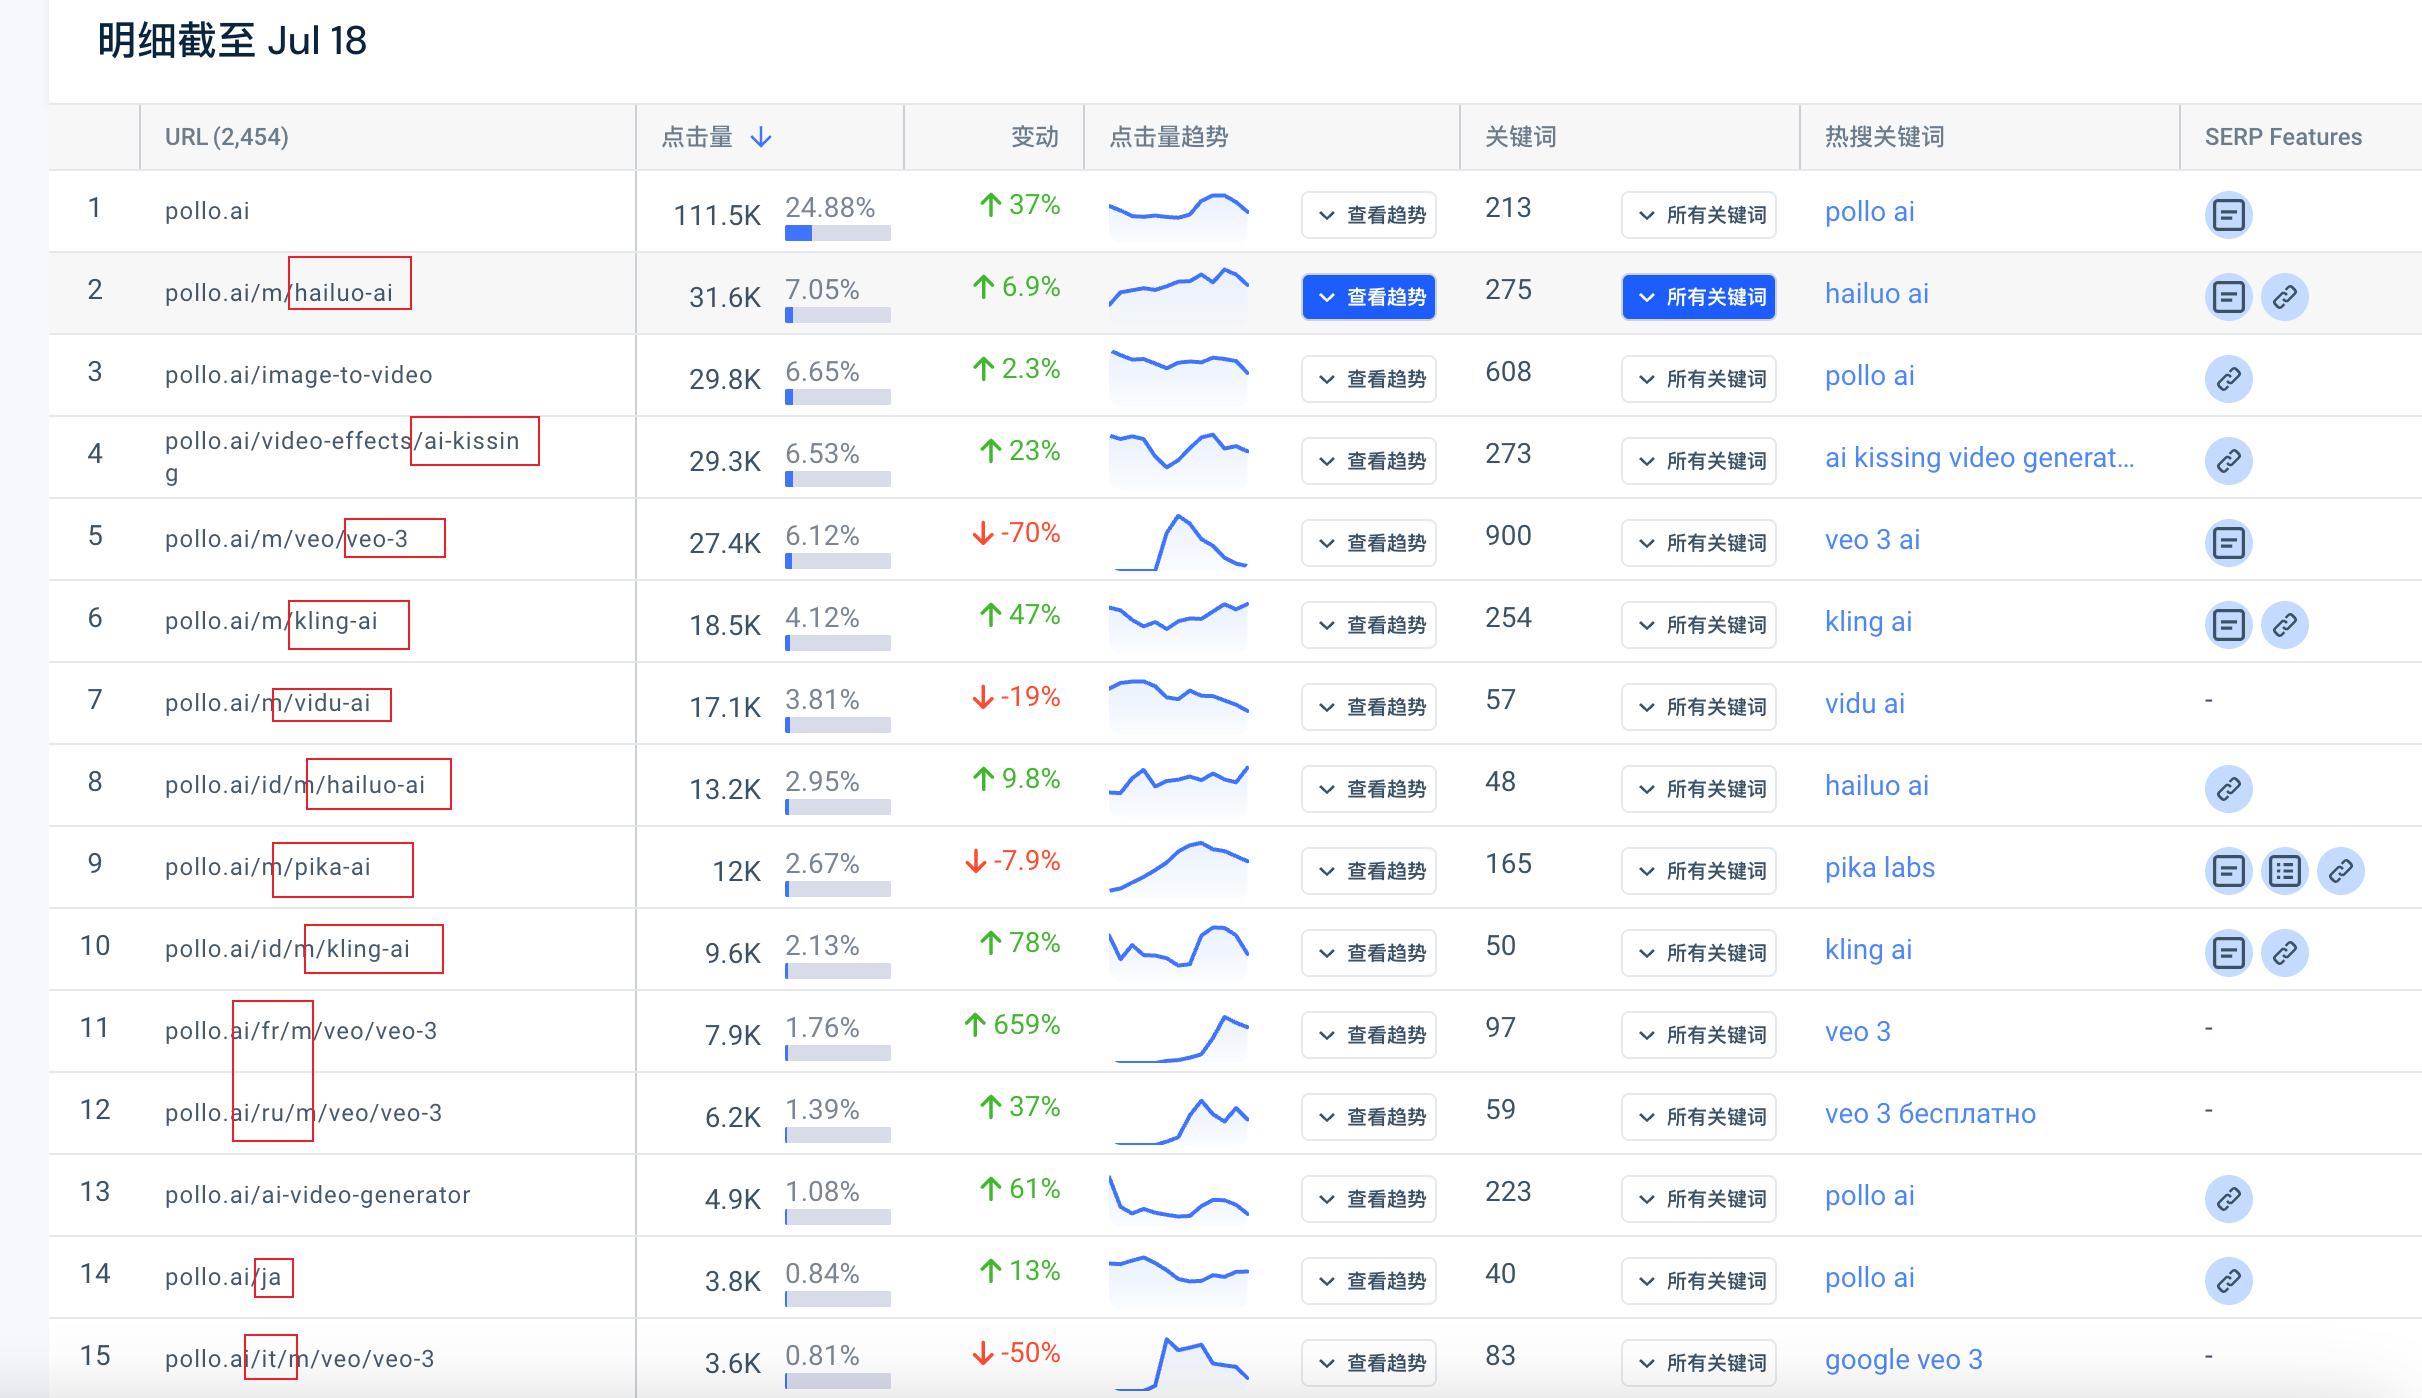 明细截至 Jul 18
URL (2,454) 点击量 变动 点击量趋势 关键词 热搜关键词 SERP Features
1 pollo.ai 111.5K 24.88% 37% 查看趋势 213 所有关键词 pollo ai
2 pollo.ai/m/hailuo-ai 31.6K 7.05% 6.9% 查看趋势 275 所有关键词 hailuo ai
3 pollo.ai/image-to-video 29.8K 6.65% 2.3% 查看趋势 608 所有关键词 pollo ai
4 pollo.ai/video-effects/ai-kissin 29.3K 6.53% 23% 查看趋势 273 所有关键词 ai kissing video generat...
g
5 pollo.ai/m/veo/veo-3 27.4K 6.12% -70% 查看趋势 900 所有关键词 veo 3 ai
6 pollo.ai/m/kling-ai 18.5K 4.12% 47% 查看趋势 254 所有关键词 kling ai
7 pollo.ai/m/vidu-ai 17.1K 3.81% -19% 查看趋势 57 所有关键词 vidu ai -
8 pollo.ai/id/m/hailuo-ai 13.2K 2.95% 9.8% 查看趋势 48 所有关键词 hailuo ai
9 pollo.ai/m/pika-ai 12K 2.67% -7.9% 查看趋势 165 所有关键词 pika labs
10 pollo.ai/id/m/kling-ai 9.6K 2.13% 78% 查看趋势 50 所有关键词 kling ai
11 pollo.ai/fr/m/veo/veo-3 7.9K 1.76% 659% 查看趋势 97 所有关键词 veo 3 -
12 pollo.ai/ru/m/veo/veo-3 6.2K 1.39% 37% 查看趋势 59 所有关键词 veo 3 бесплатно -
13 pollo.ai/ai-video-generator 4.9K 1.08% 61% 查看趋势 223 所有关键词 pollo ai
14 pollo.ai/ja 3.8K 0.84% 13% 查看趋势 40 所有关键词 pollo ai
15 pollo.ai/it/m/veo/veo-3 3.6K 0.81% -50% 查看趋势 83 所有关键词 google veo 3 -